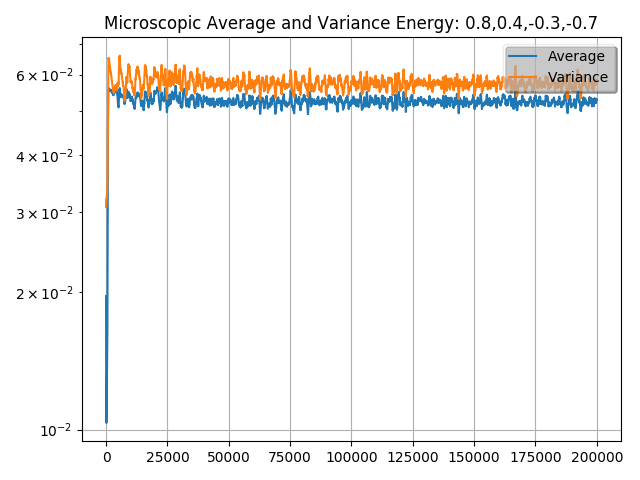 Microscopic Average and Variance Energy: 0.8,0.4,-0.3,-0.7
Average
Variance
6 × 10⁻²
4 × 10⁻²
3 × 10⁻²
2 × 10⁻²
10⁻²
0 25000 50000 75000 100000 125000 150000 175000 200000